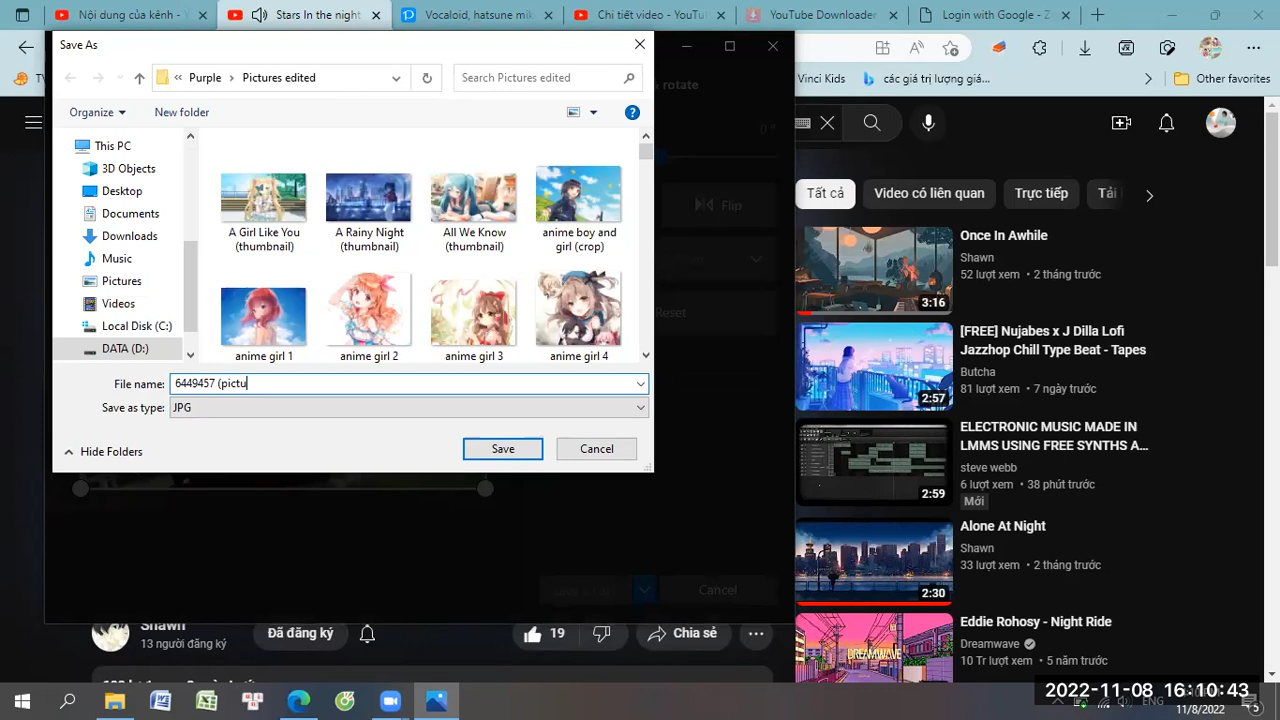 Stars In the night
Vocaloid, hatsune mik
Chi tiết video - YouTu
YouTube Downloader
Login with Google - Z
Save As
Purple
Pictures edited
Search Pictures edited
rotate
TV
Vinci Kids
các giá trị lượng giá...
Other favorites
Organize
New folder
0°
This PC
3D Objects
Desktop
Documents
Downloads
Music
Pictures
Videos
Local Disk (C:)
DATA (D:)
A Girl Like You (thumbnail)
A Rainy Night (thumbnail)
All We Know (thumbnail)
anime boy and girl (crop)
anime girl 1
anime girl 2
anime girl 3
anime girl 4
Flip
Reset
File name: 6449457 (pictu
Save as type: JPG
Hide Folders
Save
Cancel
Cancel
Tất cả
Video có liên quan
Trực tiếp
Tải
Once In Awhile
Shawn
52 lượt xem • 2 tháng trước
3:16
[FREE] Nujabes x J Dilla Lofi
Jazzhop Chill Type Beat - Tapes
Butcha
81 lượt xem • 7 ngày trước
2:57
ELECTRONIC MUSIC MADE IN
LMMS USING FREE SYNTHS A...
steve webb
6 lượt xem • 38 phút trước
Mới
2:59
Alone At Night
Shawn
33 lượt xem • 2 tháng trước
2:30
Eddie Rohosy - Night Ride
Dreamwave
10 Tr lượt xem • 5 năm trước
DREAMWAVE
Shawn
13 người đăng ký
Đã đăng ký
19
Chia sẻ
2022-11-08 16:10:43
ENG
11/8/2022
5